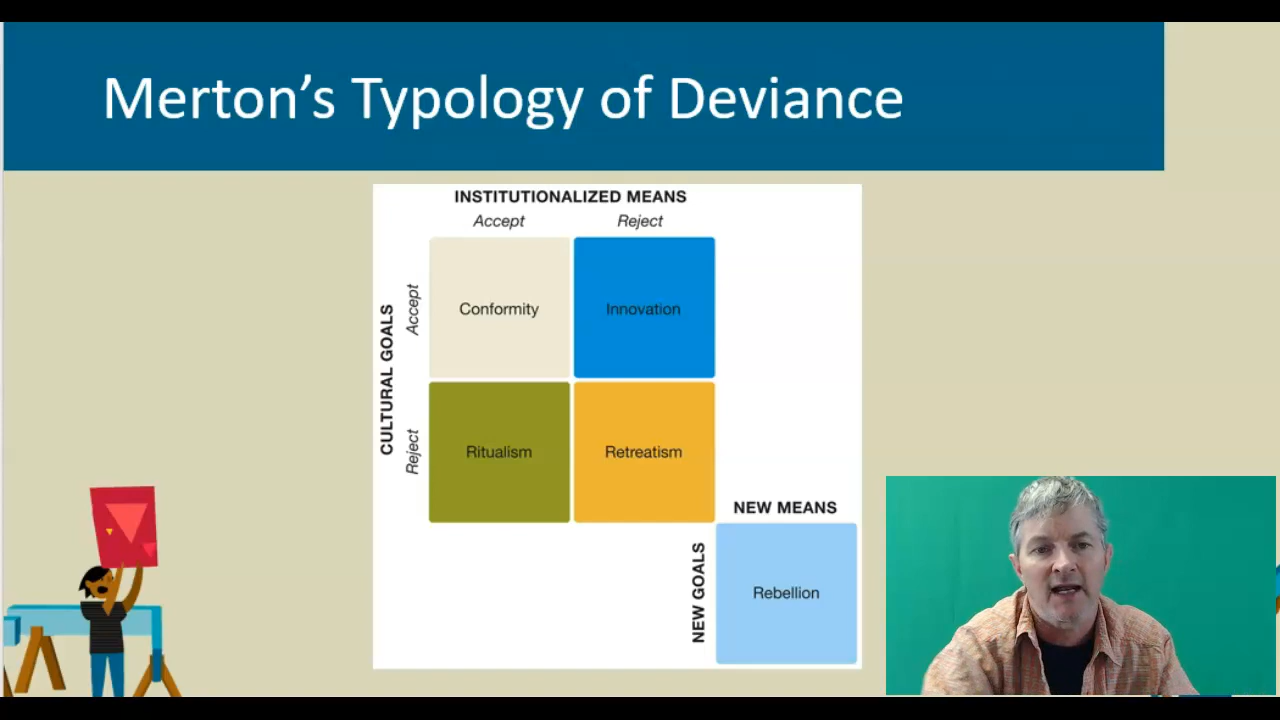 Merton’s Typology of Deviance
INSTITUTIONALIZED MEANS
Accept Reject
CULTURAL GOALS
Accept
Conformity
Innovation
Reject
Ritualism
Retreatism
NEW MEANS
NEW GOALS
Rebellion